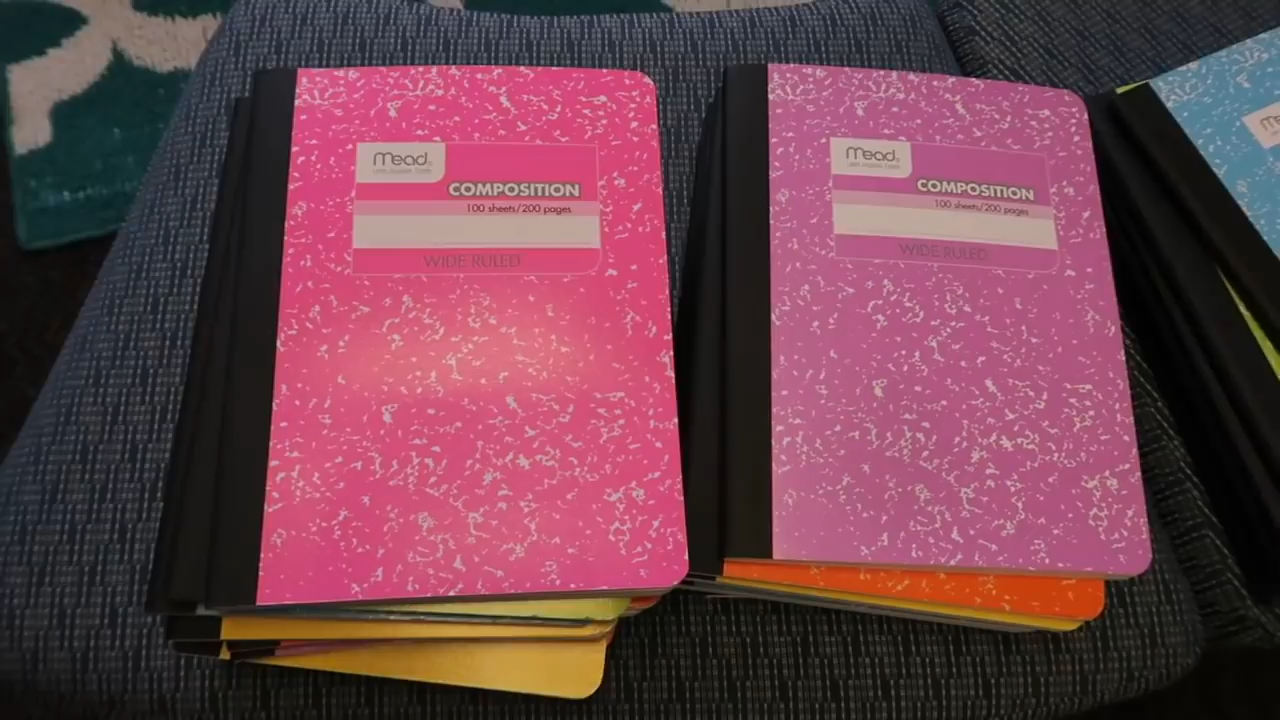 Mead
COMPOSITION
100 sheets/200 pages
WIDE RULED
Mead
COMPOSITION
100 sheets/200 pages
WIDE RULED